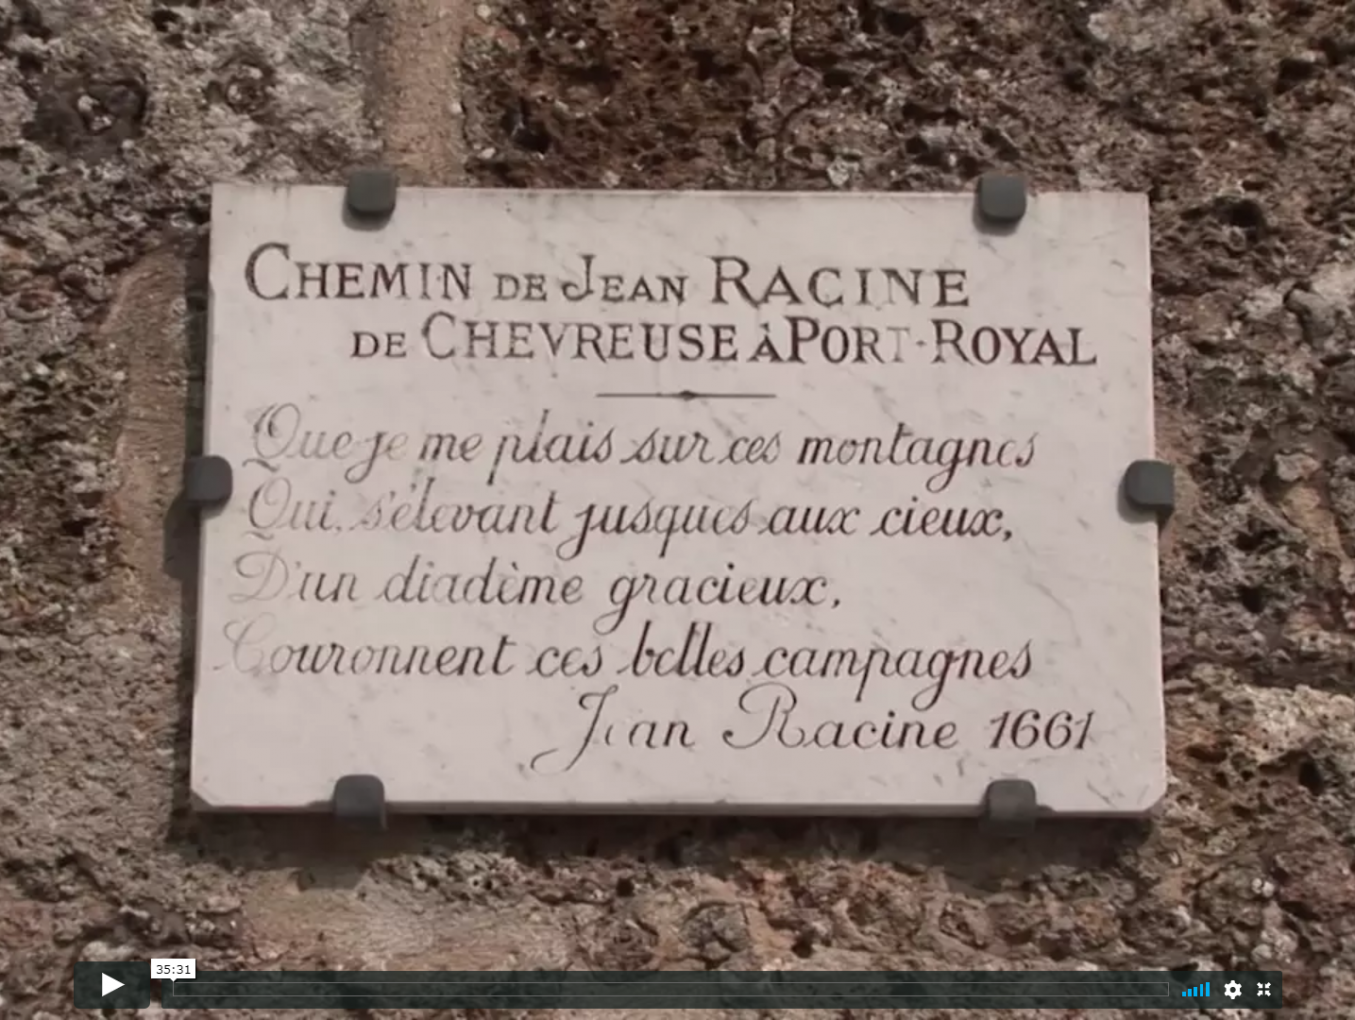 CHEMIN DE JEAN RACINE
DE CHEVREUSE À PORT-ROYAL
Que je me plais sur ces montagnes
Qui, s'élevant jusques aux cieux,
D'un diadème gracieux,
Couronnent ces belles campagnes
Jean Racine 1661
35:31